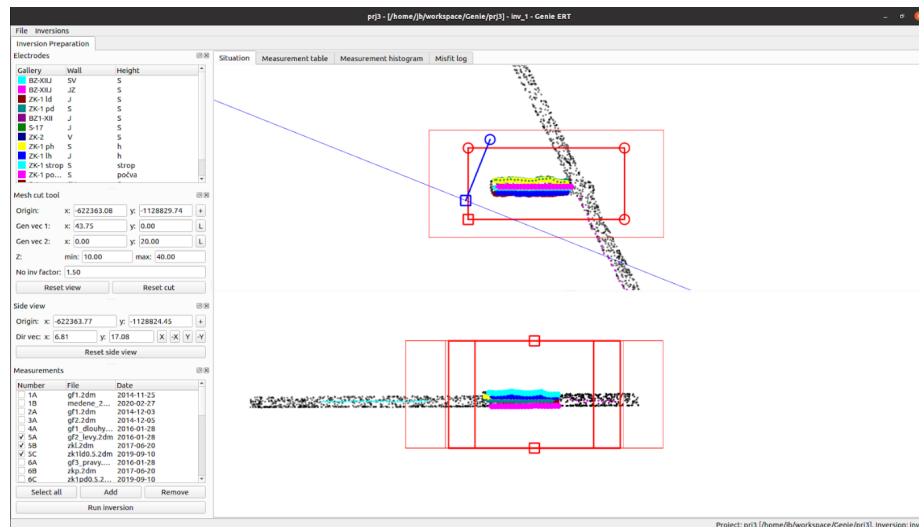 prj3 - [/home/jb/workspace/Genie/prj3] - inv_1 - Genie ERT
File Inversions
Inversion Preparation
Electrodes
Gallery Wall Height
BZ-XIIJ SV S
BZ-XIIJ JZ S
ZK-1 ld J S
ZK-1 pd S S
BZ1-XII J S
S-17 J S
ZK-2 V S
ZK-1 ph S h
ZK-1 lh J h
ZK-1 strop S strop
ZK-1 po... S počva
Mesh cut tool
Origin: x: -622363.08 y: -1128829.74 +
Gen vec 1: x: 43.75 y: 0.00 L
Gen vec 2: x: 0.00 y: 20.00 L
Z: min: 10.00 max: 40.00
No inv factor: 1.50
Reset view Reset cut
Side view
Origin: x: -622363.77 y: -1128824.45 +
Dir vec: x: 6.81 y: 17.08 X -X Y -Y
Reset side view
Measurements
Number File Date
1A gf1.2dm 2014-11-25
1B medene_2... 2020-02-27
2A gf1.2dm 2014-12-03
3A gf2.2dm 2014-12-05
4A gf1_dlouhy... 2016-01-28
5A gf2_levy.2dm 2016-01-28
5B zkl.2dm 2017-06-20
5C zk1ld0.5.2dm 2019-09-10
6A gf3_pravy.... 2016-01-28
6B zkp.2dm 2017-06-20
6C zk1pd0.5.2... 2019-09-10
Select all Add Remove
Run inversion
Situation Measurement table Measurement histogram Misfit log
Project: prj3 [/home/jb/workspace/Genie/prj3], Inversion: inv